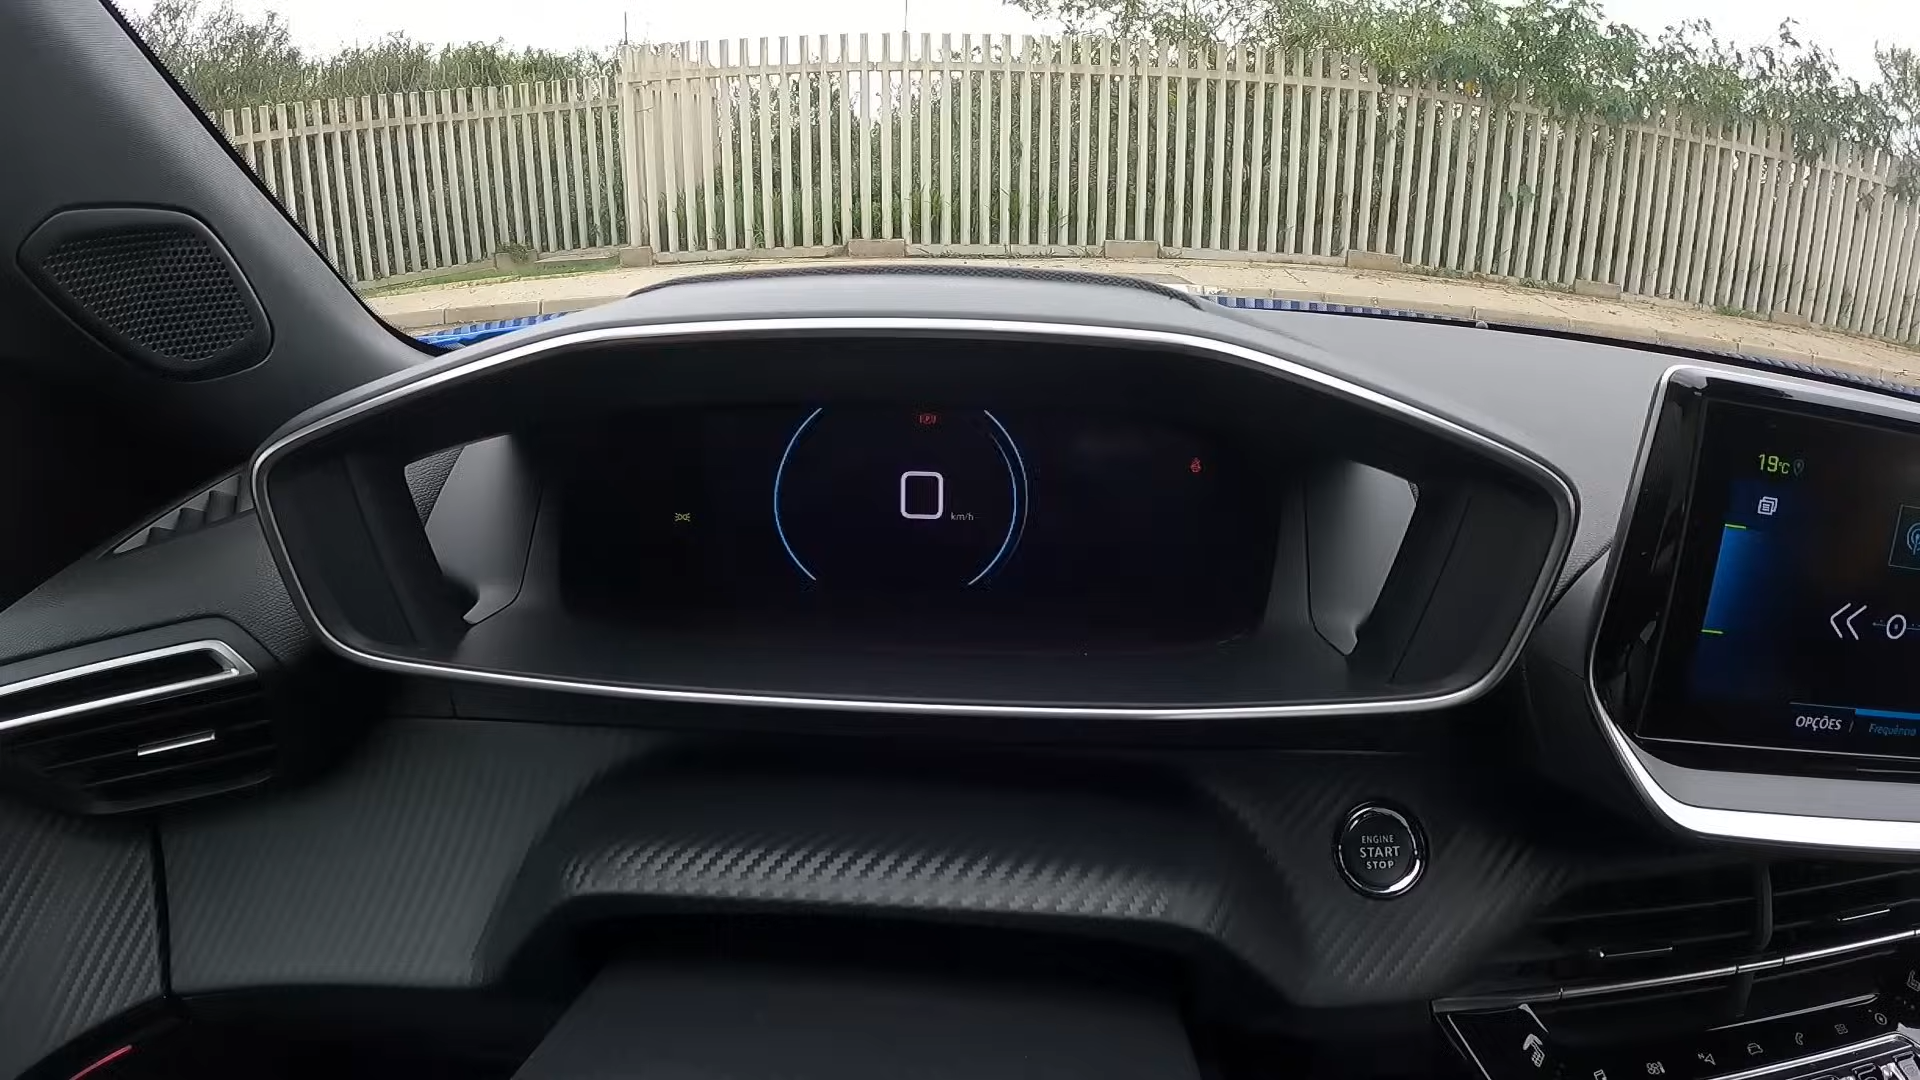 0 km/h
19°C
OPÇÕES
Frequência
ENGINE
START
STOP